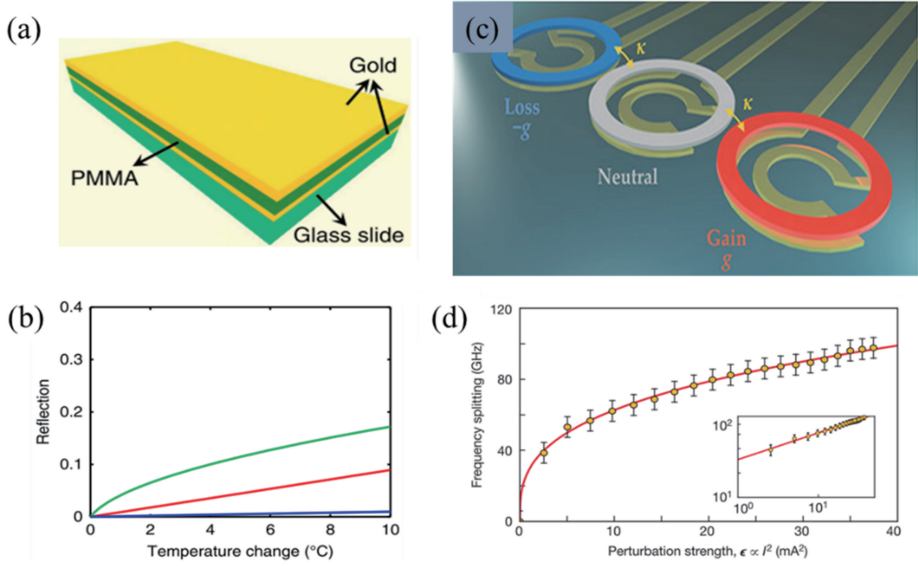 (a)
Gold
PMMA
Glass slide
(c)
κ
κ
Loss
−g
Neutral
Gain
g
(b)
0.4
0.3
0.2
0.1
0
0 2 4 6 8 10
Reflection
Temperature change (°C)
(d)
120
80
40
0
0 10 20 30 40
Frequency splitting (GHz)
Perturbation strength, ϵ ∝ I² (mA²)
10²
10¹
10⁰ 10¹